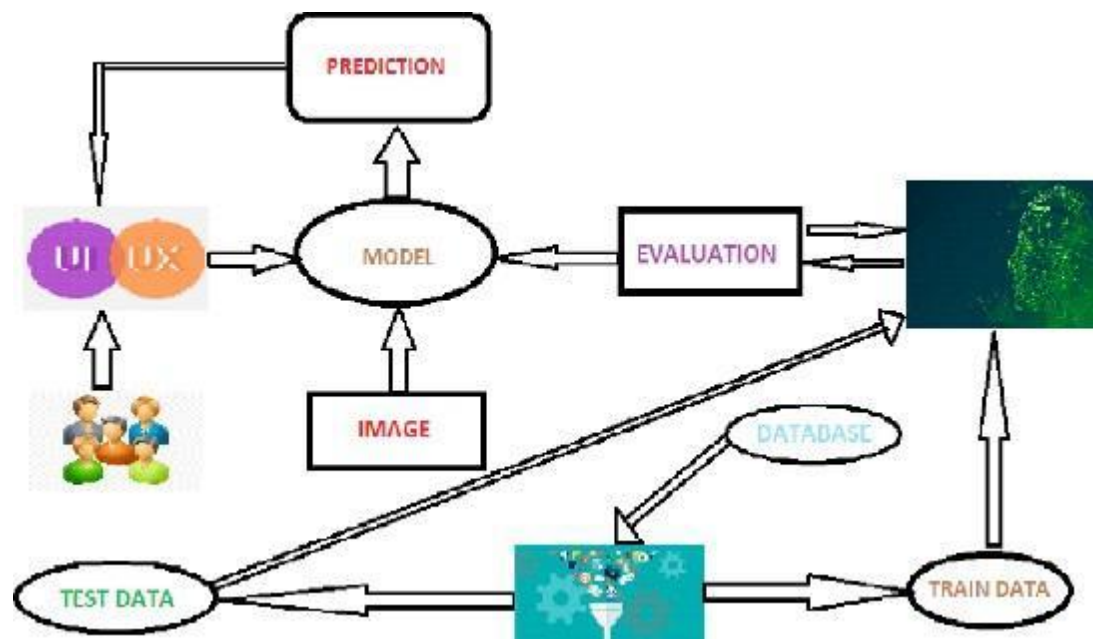 PREDICTION
UI UX
MODEL
EVALUATION
IMAGE
DATABASE
TEST DATA
TRAIN DATA